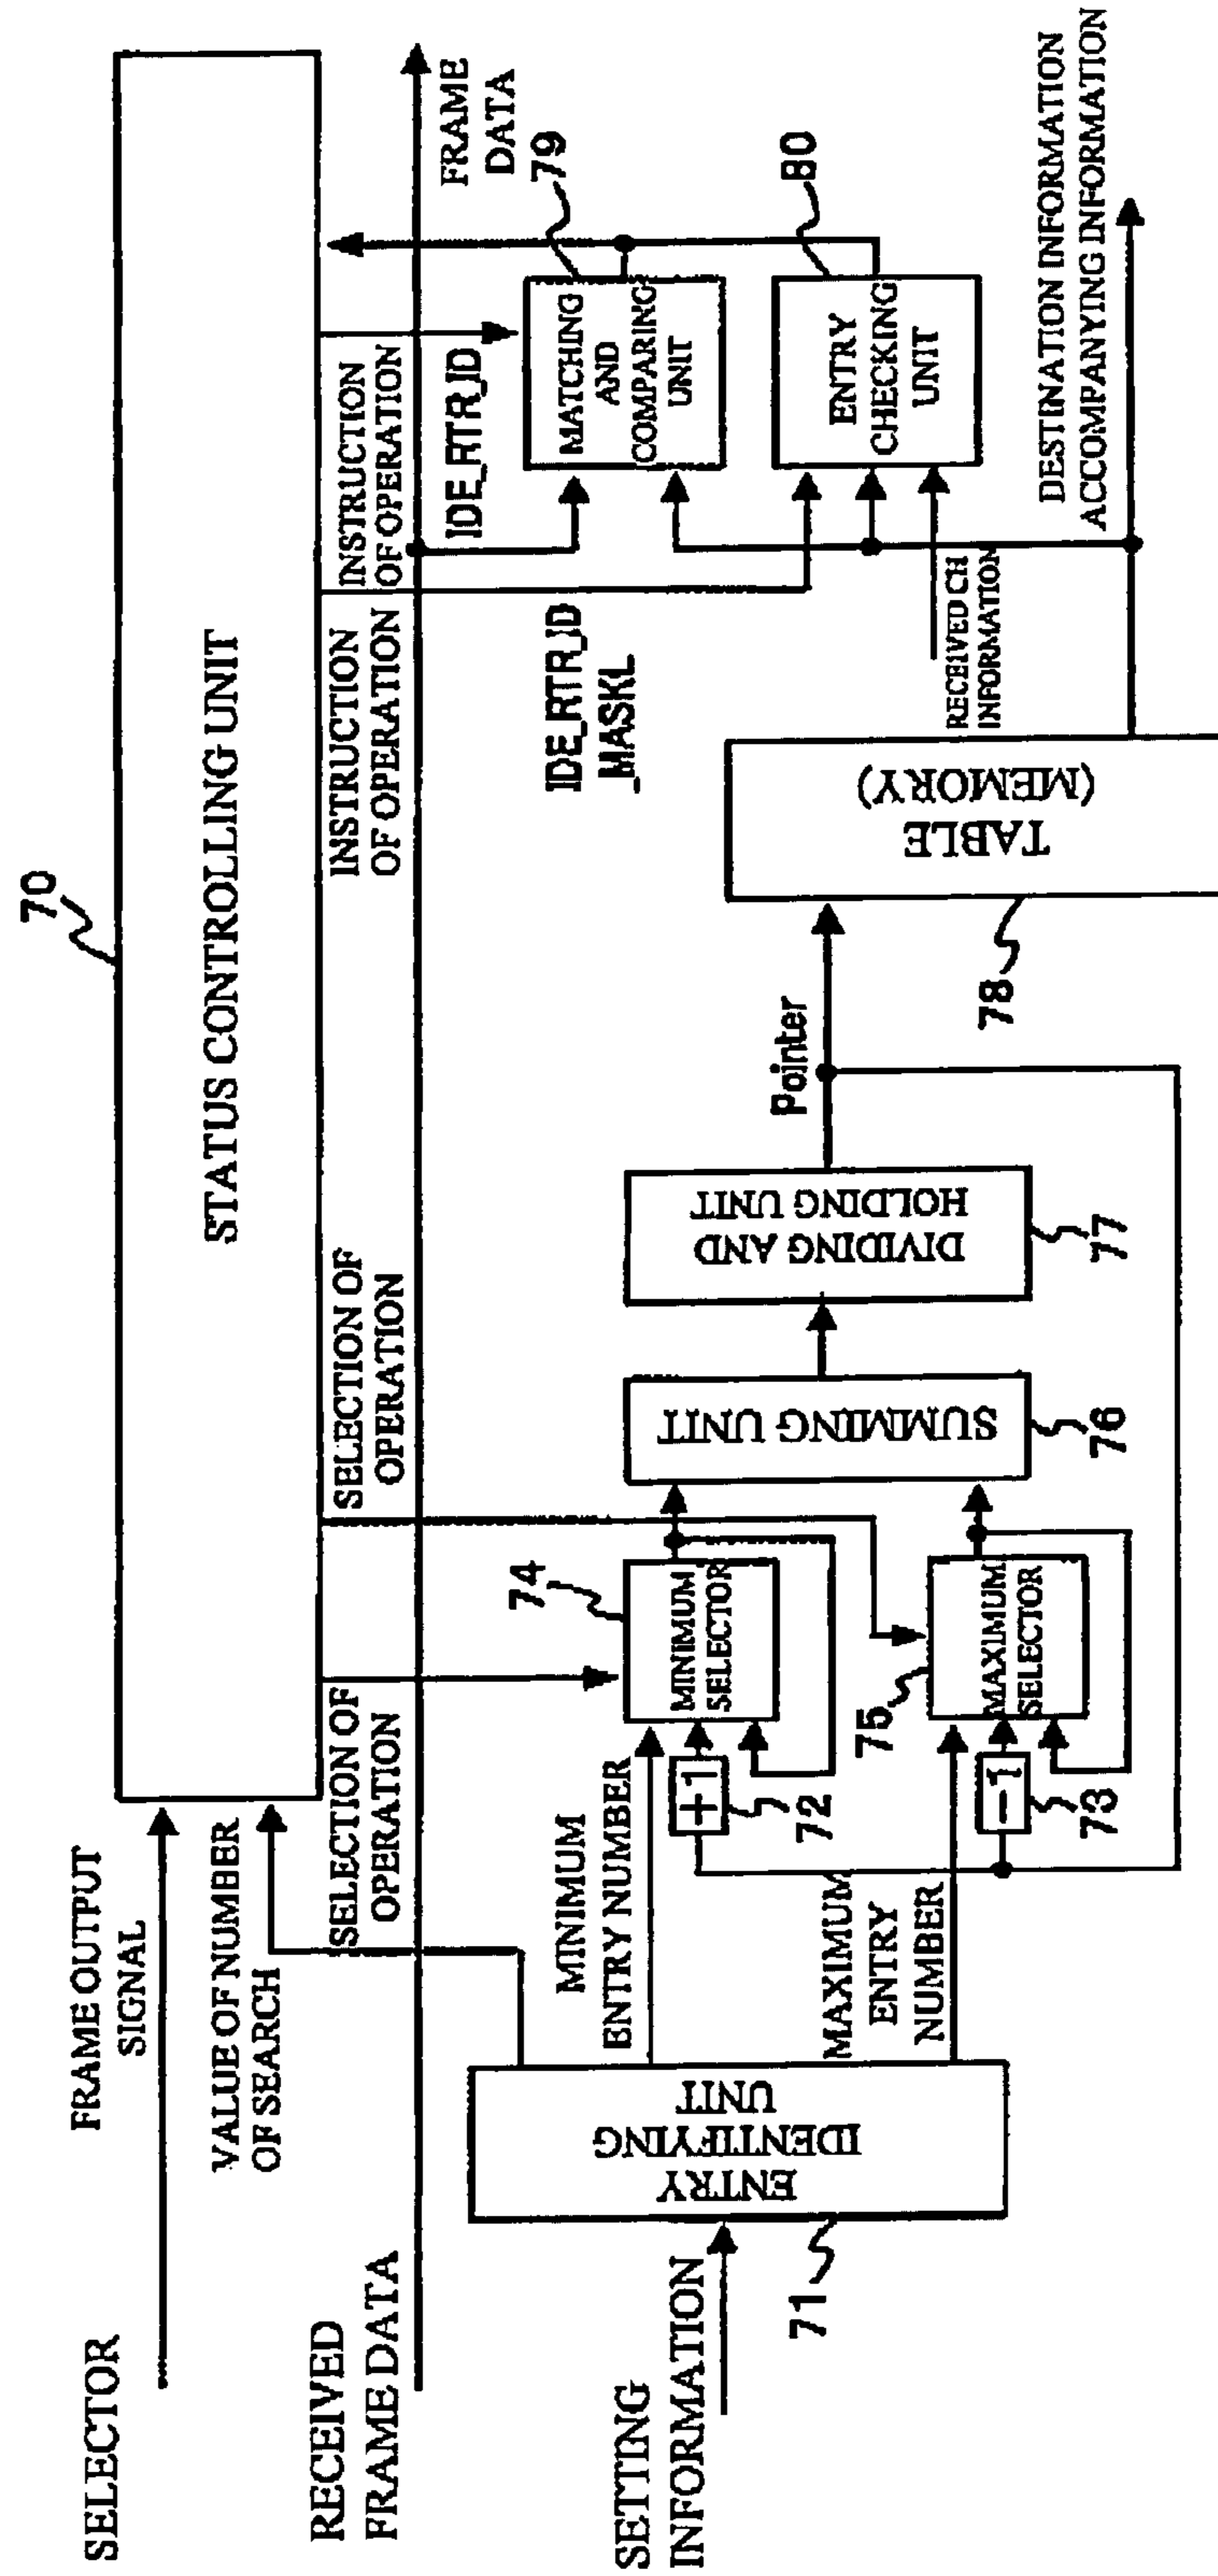 70
STATUS CONTROLLING UNIT
SELECTOR
FRAME OUTPUT
SIGNAL
VALUE OF NUMBER
OF SEARCH
SELECTION OF
OPERATION
SELECTION OF
OPERATION
INSTRUCTION
OF OPERATION
INSTRUCTION
OF OPERATION
RECEIVED
FRAME DATA
FRAME
DATA
IDE_RTR_ID
IDE_RTR_ID
_MASKL
SETTING
INFORMATION
ENTRY
IDENTIFYING
UNIT
71
MINIMUM
ENTRY NUMBER
MAXIMUM
ENTRY
NUMBER
+1
72
-1
73
MINIMUM
SELECTOR
74
MAXIMUM
SELECTOR
75
SUMMING UNIT
76
DIVIDING AND
HOLDING UNIT
77
Pointer
TABLE
(MEMORY)
78
MATCHING
AND
COMPARING
UNIT
79
ENTRY
CHECKING
UNIT
80
RECEIVED CH
INFORMATION
DESTINATION INFORMATION
ACCOMPANYING INFORMATION